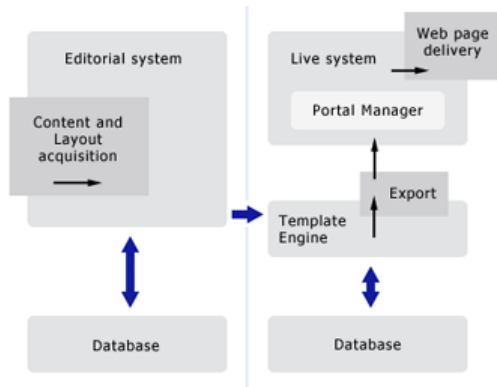 Editorial system
Content and
Layout
acquisition
Database
Live system
Web page
delivery
Portal Manager
Export
Template
Engine
Database